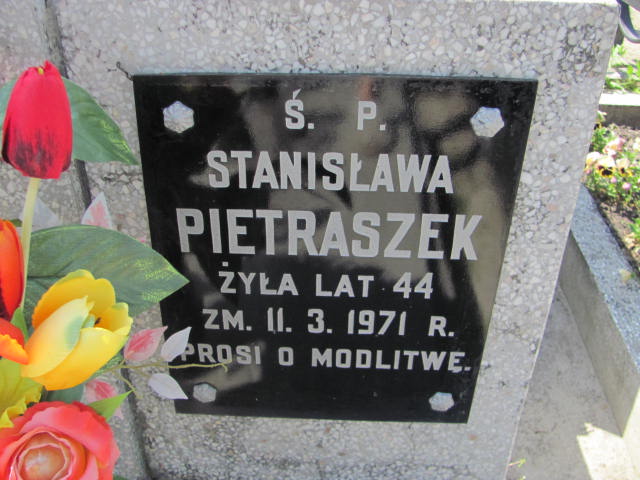 Ś. P.
STANISŁAWA
PIETRASZEK
ŻYŁA LAT 44
ZM. 11. 3. 1971 R.
PROSI O MODLITWĘ.